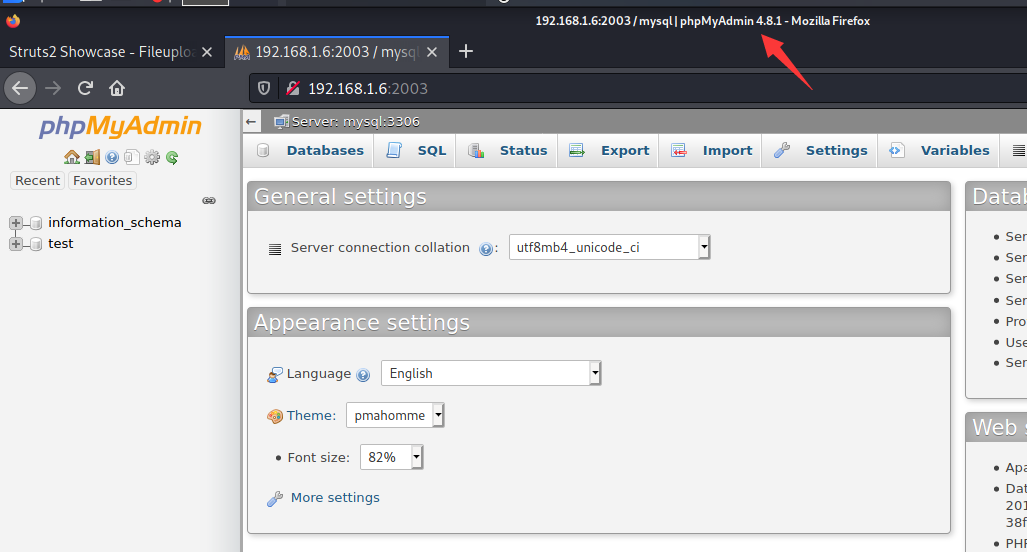 192.168.1.6:2003 / mysql | phpMyAdmin 4.8.1 - Mozilla Firefox
Struts2 Showcase - Fileuplo
192.168.1.6:2003 / mysq
192.168.1.6:2003
phpMyAdmin
Recent Favorites
information_schema
test
Server: mysql:3306
Databases SQL Status Export Import Settings Variables
General settings
Server connection collation :
utf8mb4_unicode_ci
Appearance settings
Language
English
Theme:
pmahomme
• Font size:
82%
More settings
Datab
• Ser
• Ser
• Ser
• Ser
• Pro
• Use
• Ser
Web s
• Apa
• Dat
201
38f
• PHP